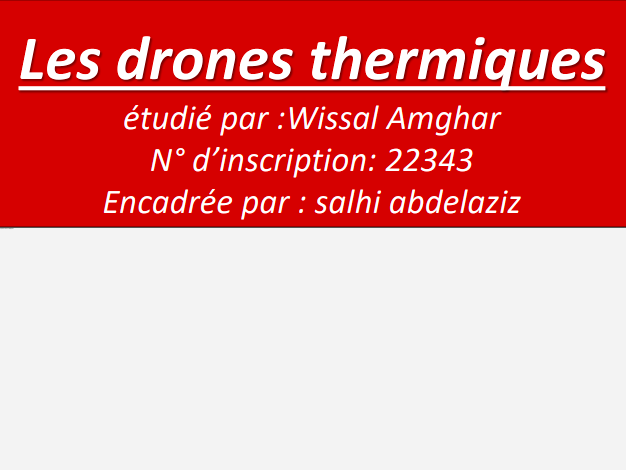 Les drones thermiques
étudié par :Wissal Amghar
N° d’inscription: 22343
Encadrée par : salhi abdelaziz